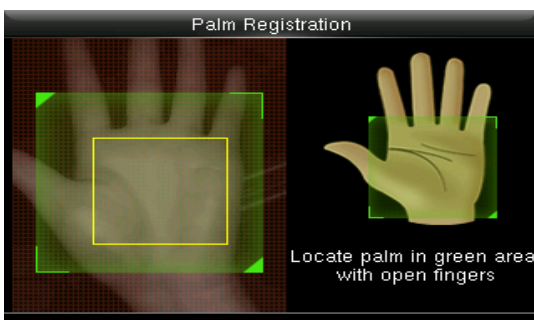 Palm Registration
Locate palm in green area
with open fingers